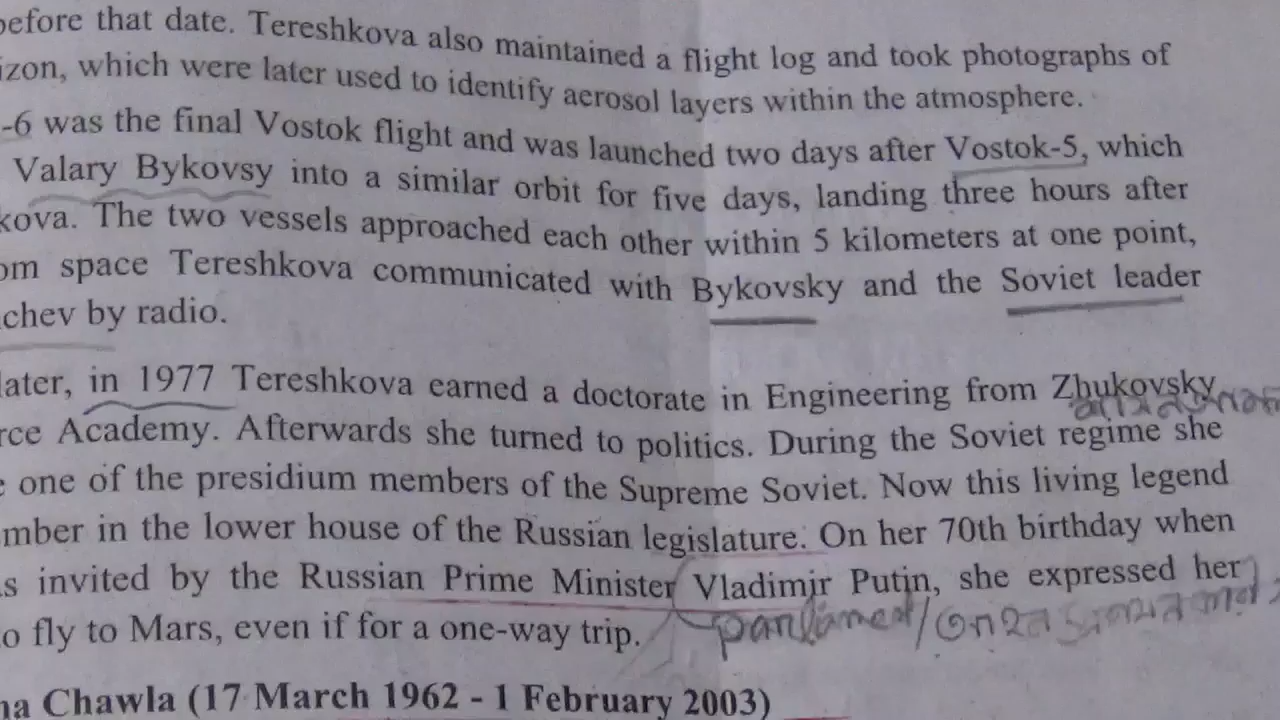 before that date. Tereshkova also maintained a flight log and took photographs of
izon, which were later used to identify aerosol layers within the atmosphere.
-6 was the final Vostok flight and was launched two days after Vostok-5, which
Valary Bykovsy into a similar orbit for five days, landing three hours after
kova. The two vessels approached each other within 5 kilometers at one point,
om space Tereshkova communicated with Bykovsky and the Soviet leader
chev by radio.
later, in 1977 Tereshkova earned a doctorate in Engineering from Zhukovsky
rce Academy. Afterwards she turned to politics. During the Soviet regime she
e one of the presidium members of the Supreme Soviet. Now this living legend
mber in the lower house of the Russian legislature. On her 70th birthday when
s invited by the Russian Prime Minister Vladimir Putin, she expressed her
o fly to Mars, even if for a one-way trip.
parliament/
na Chawla (17 March 1962 - 1 February 2003)